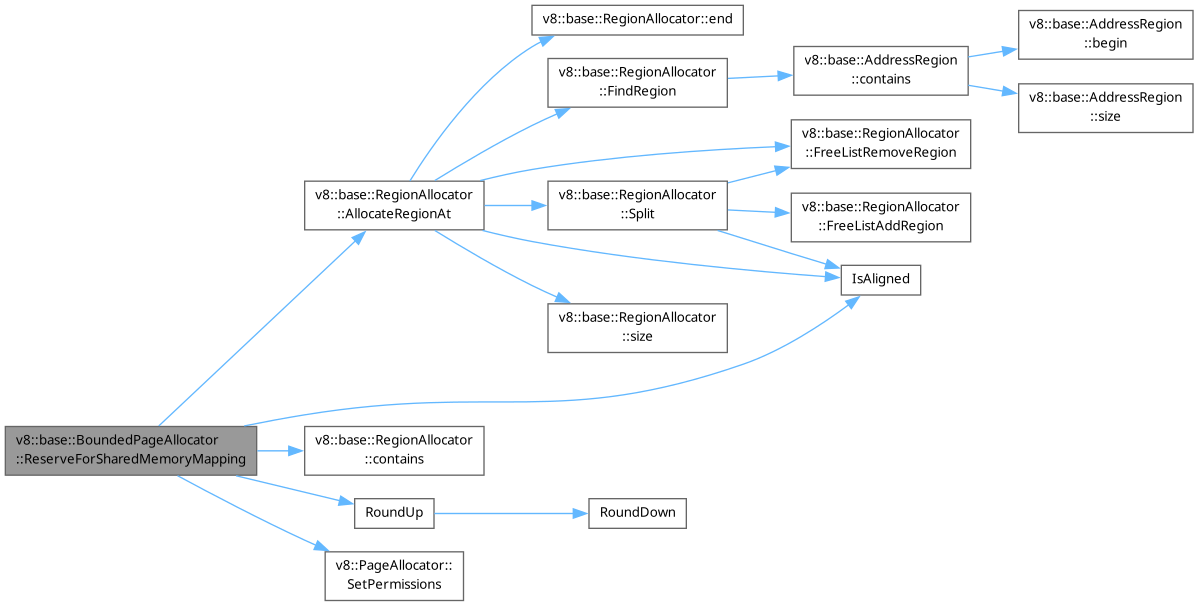 v8::base::RegionAllocator::end
v8::base::RegionAllocator
::FindRegion
v8::base::AddressRegion
::contains
v8::base::AddressRegion
::begin
v8::base::AddressRegion
::size
v8::base::RegionAllocator
::FreeListRemoveRegion
v8::base::RegionAllocator
::AllocateRegionAt
v8::base::RegionAllocator
::Split
v8::base::RegionAllocator
::FreeListAddRegion
IsAligned
v8::base::RegionAllocator
::size
v8::base::BoundedPageAllocator
::ReserveForSharedMemoryMapping
v8::base::RegionAllocator
::contains
RoundUp
RoundDown
v8::PageAllocator::
SetPermissions